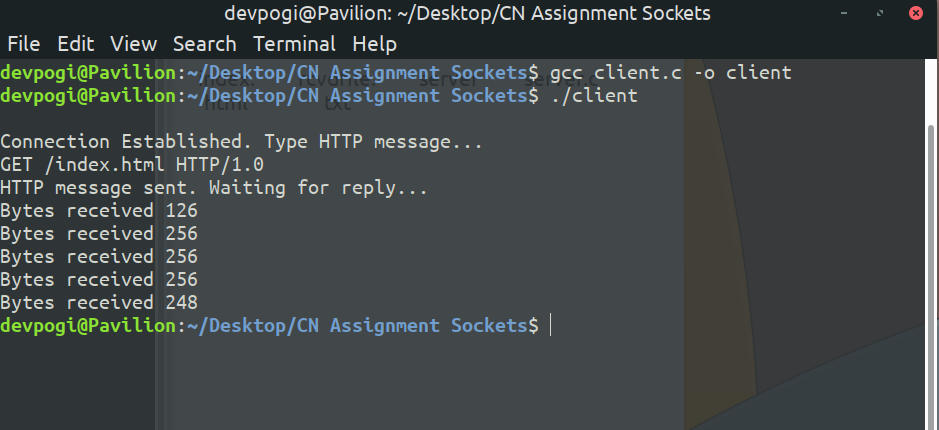 devpogi@Pavilion: ~/Desktop/CN Assignment Sockets
File Edit View Search Terminal Help
devpogi@Pavilion:~/Desktop/CN Assignment Sockets$ gcc client.c -o client
devpogi@Pavilion:~/Desktop/CN Assignment Sockets$ ./client
Connection Established. Type HTTP message...
GET /index.html HTTP/1.0
HTTP message sent. Waiting for reply...
Bytes received 126
Bytes received 256
Bytes received 256
Bytes received 256
Bytes received 248
devpogi@Pavilion:~/Desktop/CN Assignment Sockets$